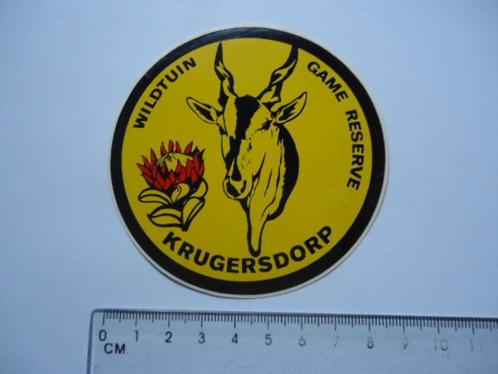 WILDTUIN
GAME RESERVE
KRUGERSDORP
0 1 2 3 4 5 6 7 8 9 10 11
CM